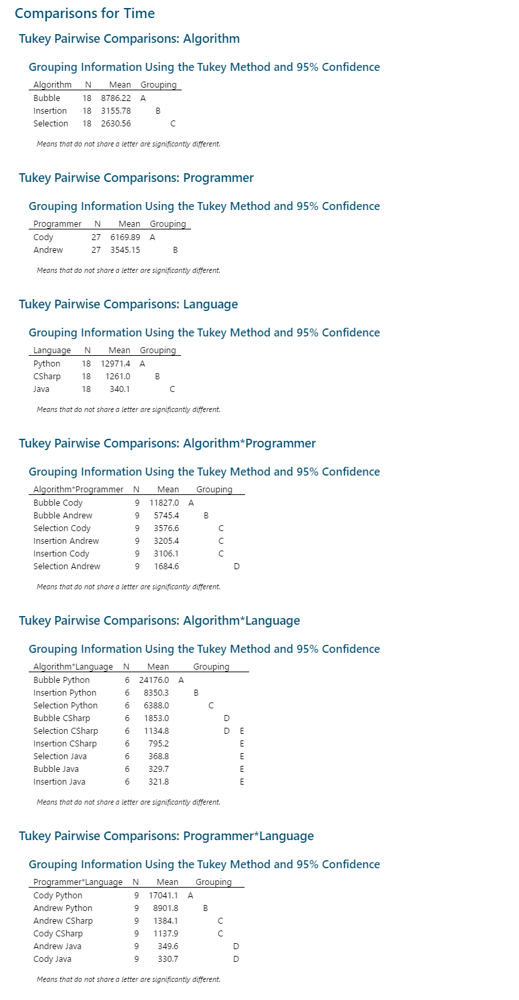 Comparisons for Time
Tukey Pairwise Comparisons: Algorithm
Grouping Information Using the Tukey Method and 95% Confidence
Algorithm N Mean Grouping
Bubble 18 8786.22 A
Insertion 18 3155.78 B
Selection 18 2630.56 C
Means that do not share a letter are significantly different.
Tukey Pairwise Comparisons: Programmer
Grouping Information Using the Tukey Method and 95% Confidence
Programmer N Mean Grouping
Cody 27 6169.89 A
Andrew 27 3545.15 B
Means that do not share a letter are significantly different.
Tukey Pairwise Comparisons: Language
Grouping Information Using the Tukey Method and 95% Confidence
Language N Mean Grouping
Python 18 12971.4 A
CSharp 18 1261.0 B
Java 18 340.1 C
Means that do not share a letter are significantly different.
Tukey Pairwise Comparisons: Algorithm*Programmer
Grouping Information Using the Tukey Method and 95% Confidence
Algorithm*Programmer N Mean Grouping
Bubble Cody 9 11827.0 A
Bubble Andrew 9 5745.4 B
Selection Cody 9 3576.6 C
Insertion Andrew 9 3205.4 C
Insertion Cody 9 3106.1 C
Selection Andrew 9 1684.6 D
Means that do not share a letter are significantly different.
Tukey Pairwise Comparisons: Algorithm*Language
Grouping Information Using the Tukey Method and 95% Confidence
Algorithm*Language N Mean Grouping
Bubble Python 6 24176.0 A
Insertion Python 6 8350.3 B
Selection Python 6 6388.0 C
Bubble CSharp 6 1853.0 D
Selection CSharp 6 1134.8 D E
Insertion CSharp 6 795.2 E
Selection Java 6 368.8 E
Bubble Java 6 329.7 E
Insertion Java 6 321.8 E
Means that do not share a letter are significantly different.
Tukey Pairwise Comparisons: Programmer*Language
Grouping Information Using the Tukey Method and 95% Confidence
Programmer*Language N Mean Grouping
Cody Python 9 17041.1 A
Andrew Python 9 8901.8 B
Andrew CSharp 9 1384.1 C
Cody CSharp 9 1137.9 C
Andrew Java 9 349.6 D
Cody Java 9 330.7 D
Means that do not share a letter are significantly different.